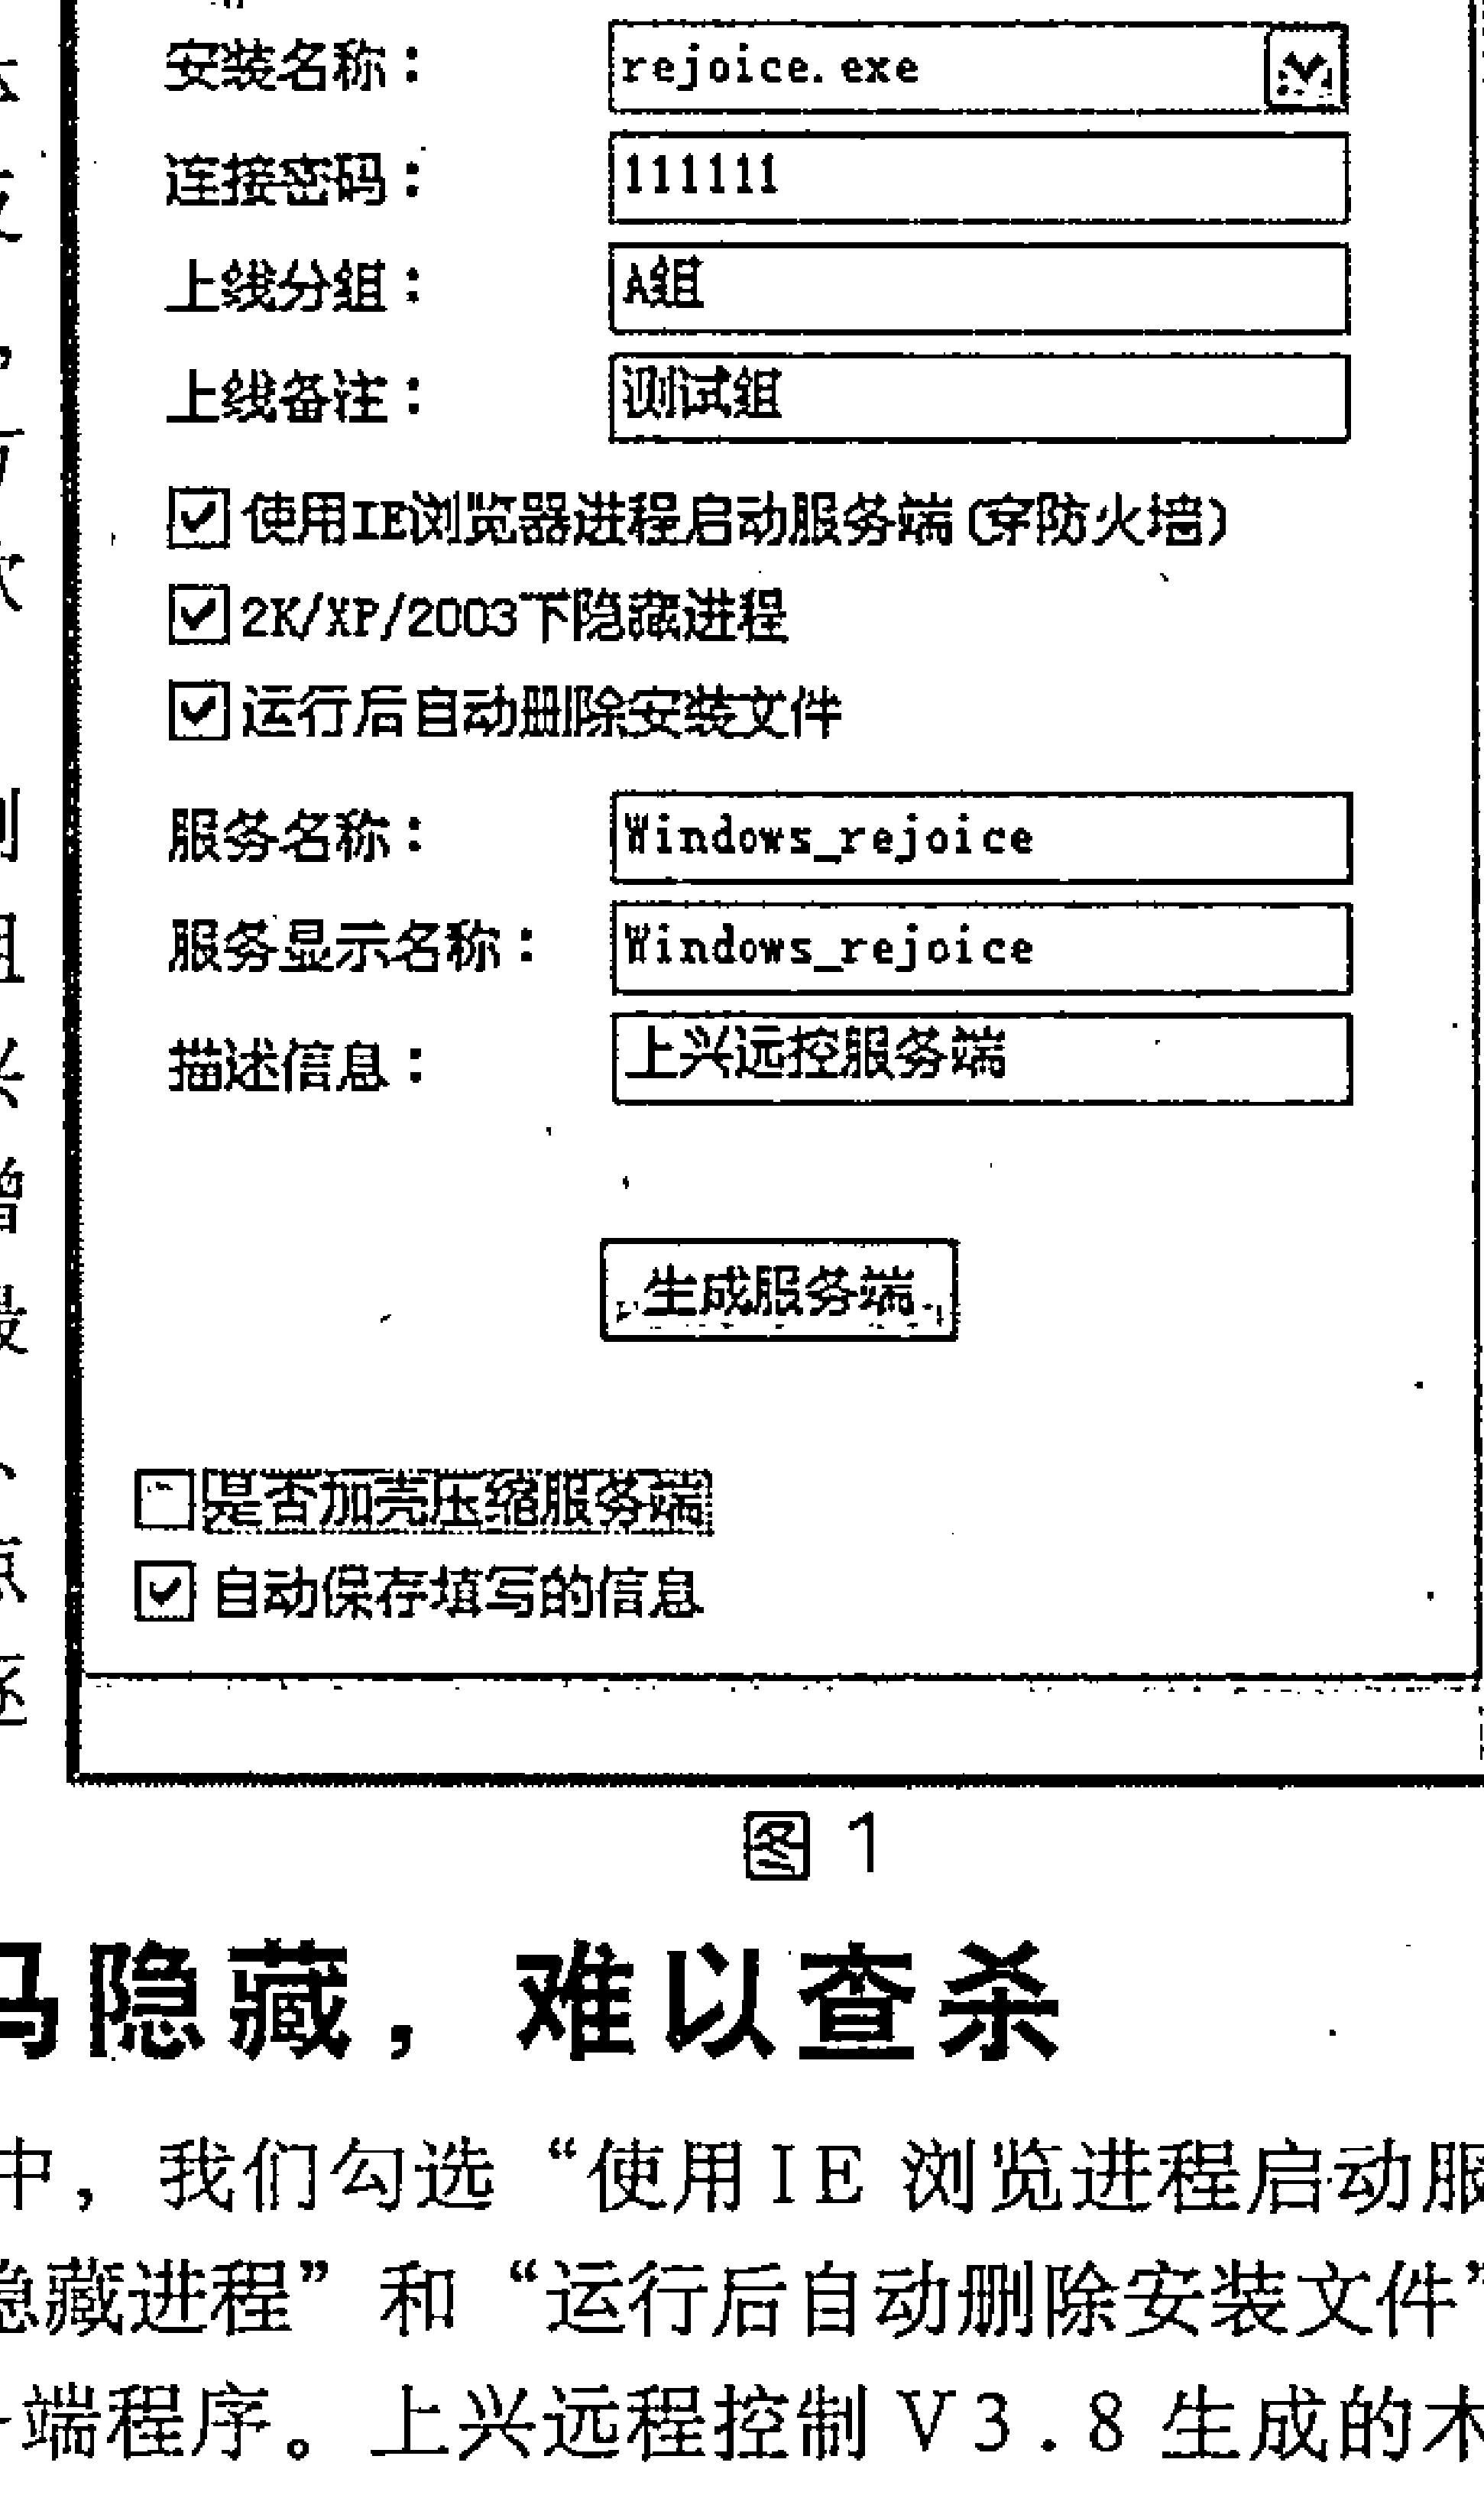 安装名称：
rejoice.exe
连接密码：
111111
上线分组：
A组
上线备注：
测试组
使用IE浏览器进程启动服务端(穿防火墙)
2K/XP/2003下隐藏进程
运行后自动删除安装文件
服务名称：
Windows_rejoice
服务显示名称：
Windows_rejoice
描述信息：
上兴远控服务端
生成服务端
是否加壳压缩服务端
自动保存填写的信息
图1
隐藏，难以查杀
中，我们勾选“使用IE 浏览进程启动服
隐藏进程”和“运行后自动删除安装文件”
端程序。上兴远程控制 V3.8 生成的木